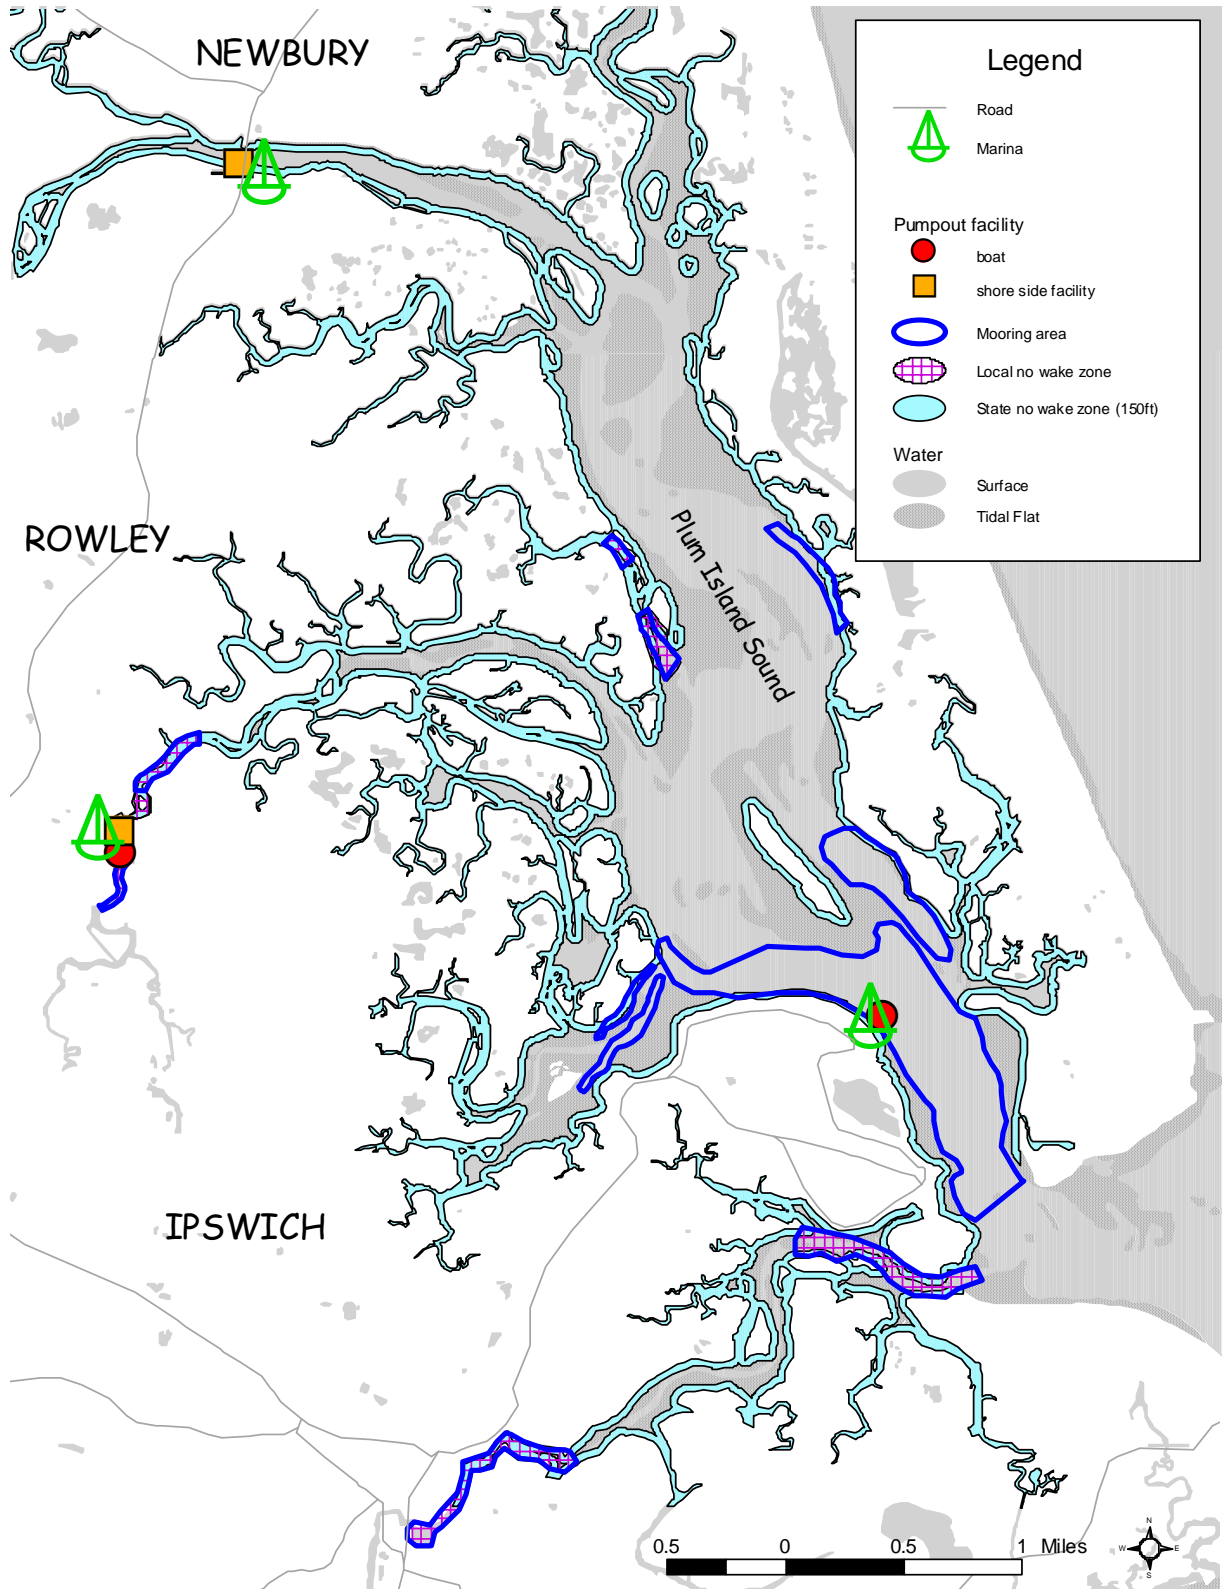 NEWBURY
Legend
Road
Marina
Pumpout facility
boat
shore side facility
Mooring area
Local no wake zone
State no wake zone (150ft)
Water
Surface
Tidal Flat
ROWLEY
Plum Island Sound
IPSWICH
0.5 0 0.5 1 Miles
N
W E
S